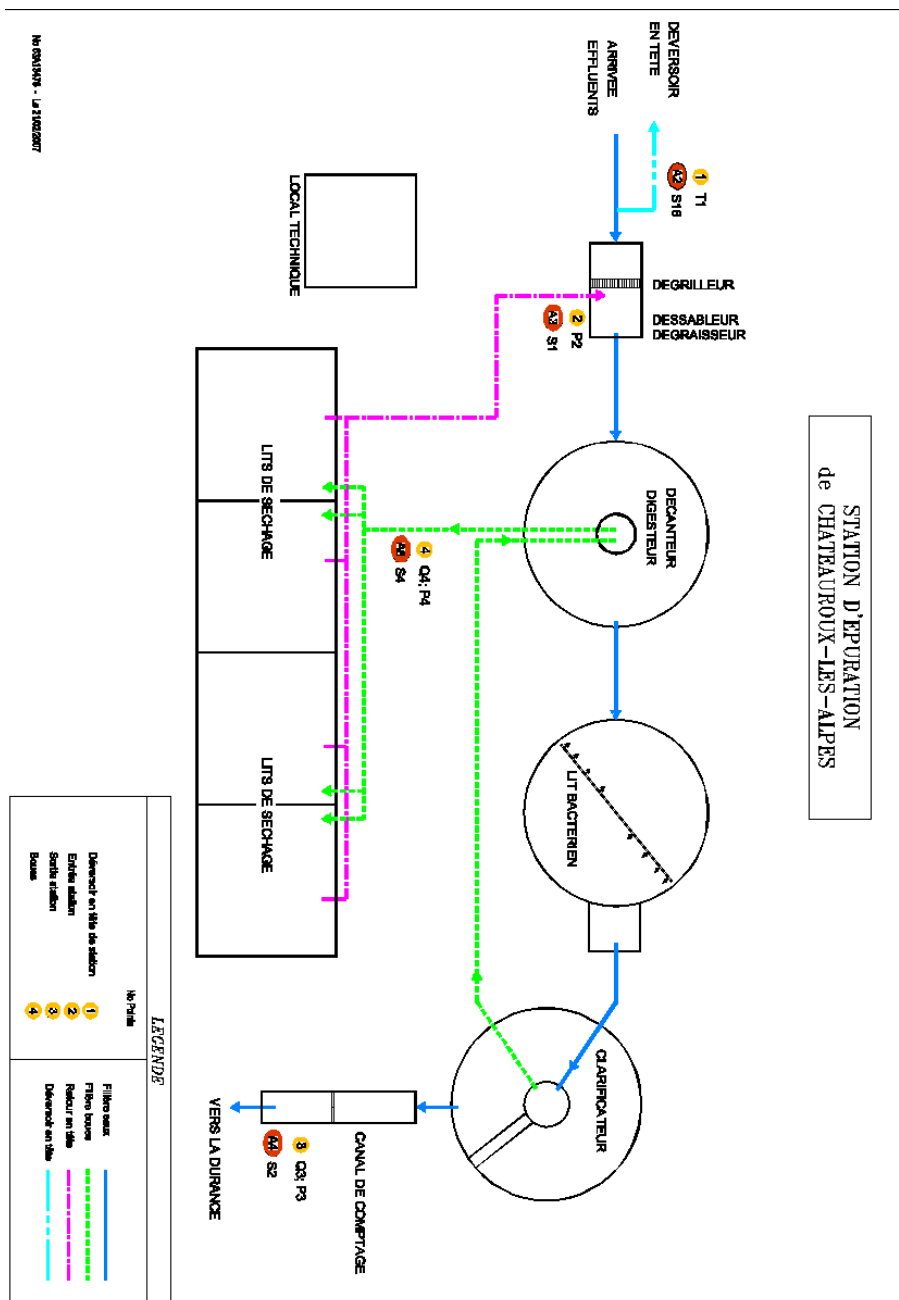 STATION D'EPURATION
de CHATEAUROUX-LES-ALPES
DEVERSOIR
EN TETE
ARRIVEE
EFFLUENTS
1 T1
A2 S16
DEGRILLEUR
DESSABLEUR
DEGRAISSEUR
2 P2
A3 S1
DECANTEUR
DIGESTEUR
LIT BACTERIEN
CLARIFICATEUR
4 Q4; P4
S4
LOCAL TECHNIQUE
LITS DE SECHAGE
LITS DE SECHAGE
CANAL DE COMPTAGE
3 Q3; P3
A4 S2
VERS LA DURANCE
LEGENDE
No Points
Déversoir en tête de station 1
Entrée station 2
Sortie station 3
Boues 4
Filière eaux
Filière boues
Retour en tête
Déversoir en tête